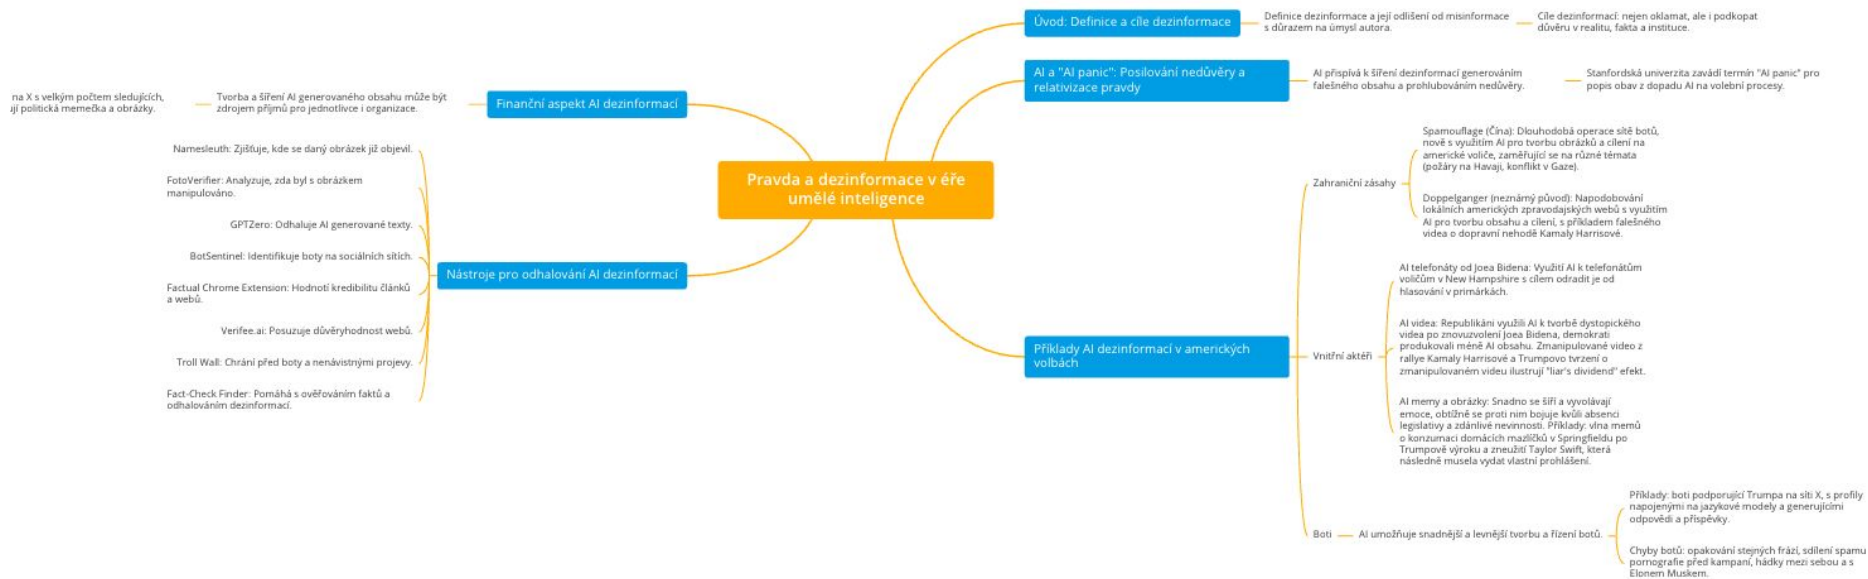 Pravda a dezinformace v éře
umělé inteligence
Úvod: Definice a cíle dezinformace
Definice dezinformace a její odlišení od misinformace
s důrazem na úmysl autora.
Cíle dezinformací: nejen oklamat, ale i podkopat
důvěru v realitu, fakta a instituce.
AI a "AI panic": Posilování nedůvěry a
relativizace pravdy
AI přispívá k šíření dezinformací generováním
falešného obsahu a prohlubováním nedůvěry.
Stanfordská univerzita zavádí termín "AI panic" pro
popis obav z dopadu AI na volební procesy.
Příklady AI dezinformací v amerických
volbách
Zahraniční zásahy
Spamouflage (Čína): Dlouhodobá operace sítě botů,
nově s využitím AI pro tvorbu obrázků a cílení na
americké voliče, zaměřující se na různé témata
(požáry na Havaji, konflikt v Gaze).
Doppelganger (neznárný původ): Napodobování
lokálních amerických zpravodajských webů s využitím
AI pro tvorbu obsahu a cílení, s příkladem falešného
videa o dopravní nehodě Kamaly Harrisové.
Vnitřní aktéři
AI telefonáty od Joea Bidena: Využití AI k telefonátům
voličům v New Hampshire s cílem odradit je od
hlasování v primárkách.
AI videa: Republikáni využili AI k tvorbě dystopického
videa po znovuzvolení Joea Bidena, demokrati
produkovali méně AI obsahu. Zmanipulované video z
rallye Kamaly Harrisové a Trumpovo tvrzení o
zmanipulovaném videu ilustrují "liar's dividend" efekt.
AI memy a obrázky: Snadno se šíří a vyvolávají
emoce, obtížně se proti nim bojuje kvůli absenci
legislativy a zdánlivé nevinnosti. Příklady: vlna memů
o konzumaci domácích mazlíčků v Springfieldu po
Trumpově výroku a zneužití Taylor Swift, která
následně musela vydat vlastní prohlášení.
Boti
AI umožňuje snadnější a levnější tvorbu a řízení botů.
Příklady: boti podporující Trumpa na síti X, s profily
napojenými na jazykové modely a generujícími
odpovědi a příspěvky.
Chyby botů: opakování stejných frází, sdílení spamu
pornografie před kampaní, hádky mezi sebou a s
Elonem Muskem.
Finanční aspekt AI dezinformací
Tvorba a šíření AI generovaného obsahu může být
zdrojem příjmů pro jednotlivce i organizace.
na X s velkým počtem sledujících,
ují politická memečka a obrázky.
Nástroje pro odhalování AI dezinformací
Namesleuth: Zjišťuje, kde se daný obrázek již objevil.
FotoVerifier: Analyzuje, zda byl s obrázkem
manipulováno.
GPTZero: Odhaluje AI generované texty.
BotSentinel: Identifikuje boty na sociálních sítích.
Factual Chrome Extension: Hodnotí kredibilitu článků
a webů.
Verifee.ai: Posuzuje důvěryhodnost webů.
Troll Wall: Chrání před boty a nenávistnými projevy.
Fact-Check Finder: Pomáhá s ověřováním faktů a
odhalováním dezinformací.